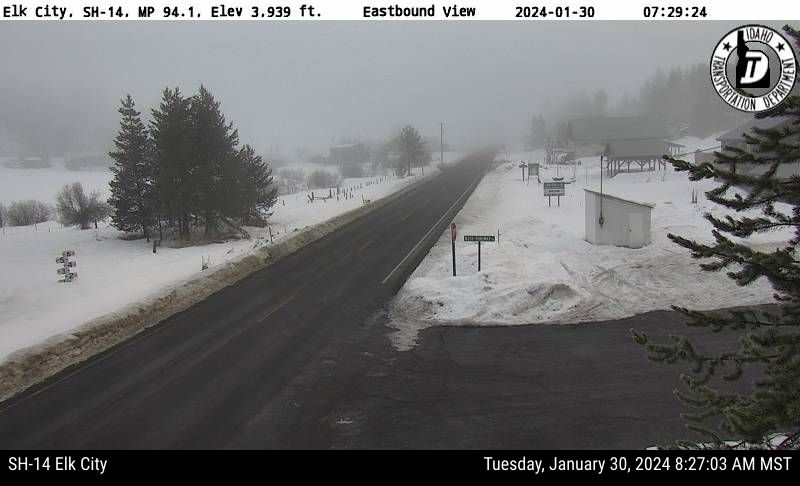 Elk City, SH-14, MP 94.1, Elev 3,939 ft. Eastbound View 2024-01-30 07:29:24
IDAHO
TRANSPORTATION DEPARTMENT
SH-14 Elk City Tuesday, January 30, 2024 8:27:03 AM MST